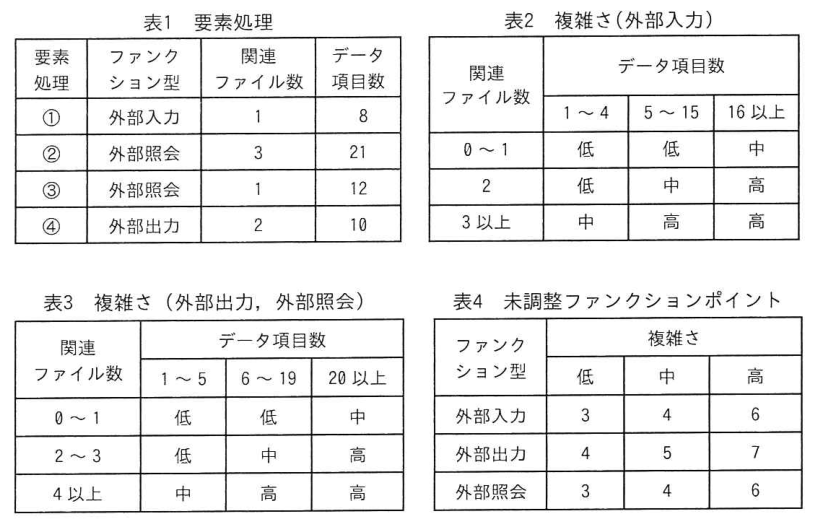 表1 要素処理
要素処理 ファンクション型 関連ファイル数 データ項目数
① 外部入力 1 8
② 外部照会 3 21
③ 外部照会 1 12
④ 外部出力 2 10
表2 複雑さ(外部入力)
関連ファイル数 データ項目数
1～4 5～15 16以上
0～1 低 低 中
2 低 中 高
3以上 中 高 高
表3 複雑さ(外部出力,外部照会)
関連ファイル数 データ項目数
1～5 6～19 20以上
0～1 低 低 中
2～3 低 中 高
4以上 中 高 高
表4 未調整ファンクションポイント
ファンクション型 複雑さ
低 中 高
外部入力 3 4 6
外部出力 4 5 7
外部照会 3 4 6